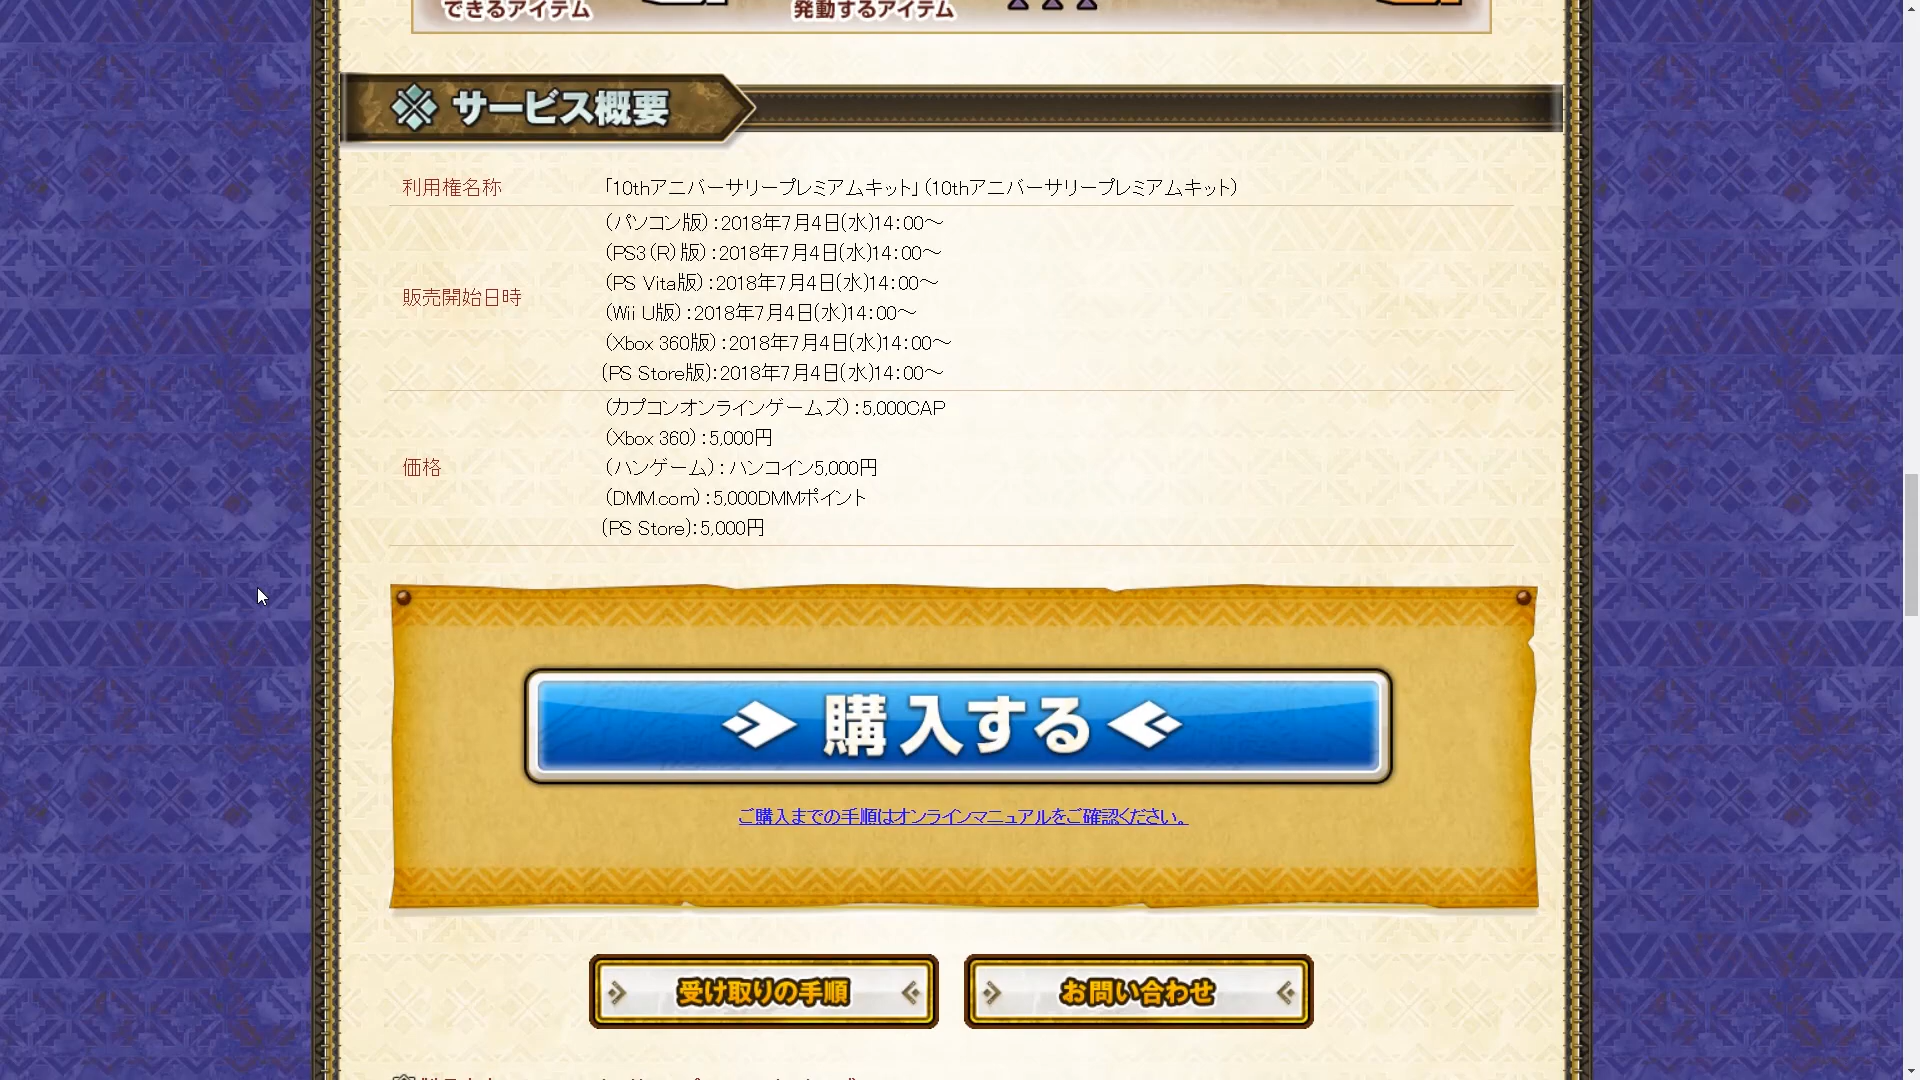 できるアイテム
発動するアイテム
サービス概要
利用権名称
「10thアニバーサリープレミアムキット」（10thアニバーサリープレミアムキット）
販売開始日時
（パソコン版）：2018年7月4日(水)14：00～
（PS3（R）版）：2018年7月4日(水)14：00～
（PS Vita版）：2018年7月4日(水)14：00～
（Wii U版）：2018年7月4日(水)14：00～
（Xbox 360版）：2018年7月4日(水)14：00～
(PS Store版)：2018年7月4日(水)14：00～
価格
（カプコンオンラインゲームズ）：5,000CAP
（Xbox 360）：5,000円
（ハンゲーム）：ハンコイン5,000円
（DMM.com）：5,000DMMポイント
(PS Store)：5,000円
購入する
ご購入までの手順はオンラインマニュアルをご確認ください。
受け取りの手順
お問い合わせ